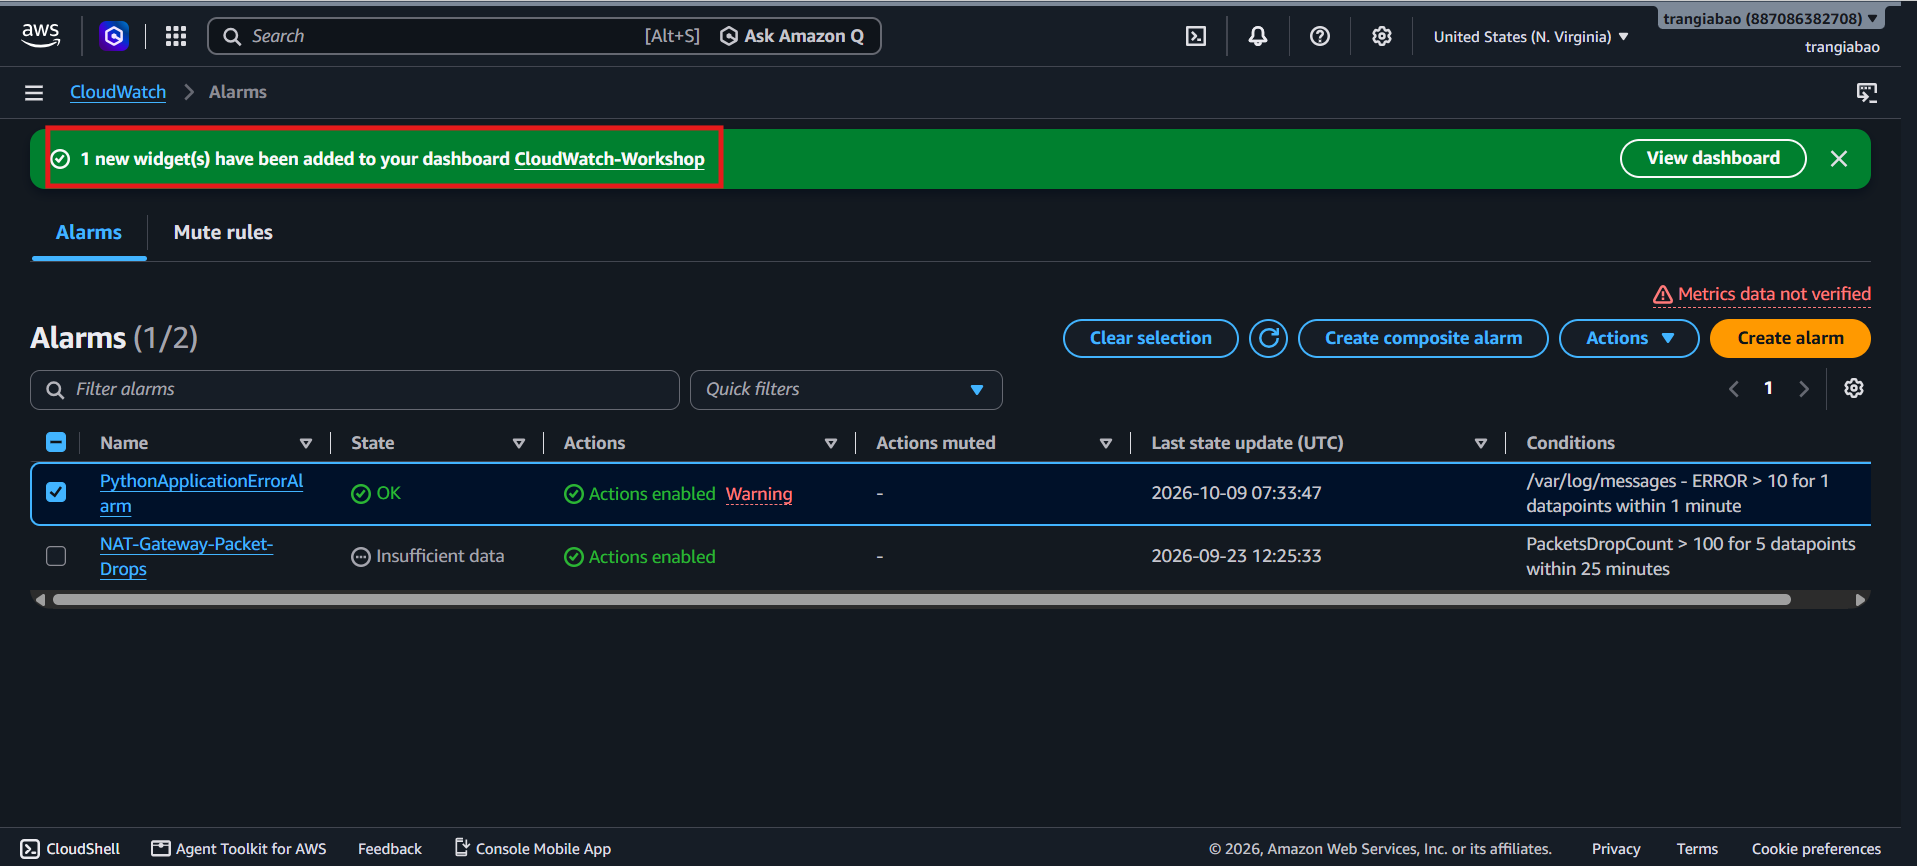 aws
Search [Alt+S] Ask Amazon Q
United States (N. Virginia)
trangiabao (887086382708)
trangiabao
CloudWatch > Alarms
1 new widget(s) have been added to your dashboard CloudWatch-Workshop
View dashboard
Alarms
Mute rules
Metrics data not verified
Alarms (1/2)
Clear selection
Create composite alarm
Actions
Create alarm
Filter alarms
Quick filters
1
Name State Actions Actions muted Last state update (UTC) Conditions
PythonApplicationErrorAl
arm
OK
Actions enabled Warning
-
2026-10-09 07:33:47
/var/log/messages - ERROR > 10 for 1
datapoints within 1 minute
NAT-Gateway-Packet-
Drops
Insufficient data
Actions enabled
-
2026-09-23 12:25:33
PacketsDropCount > 100 for 5 datapoints
within 25 minutes
CloudShell Agent Toolkit for AWS Feedback Console Mobile App © 2026, Amazon Web Services, Inc. or its affiliates. Privacy Terms Cookie preferences